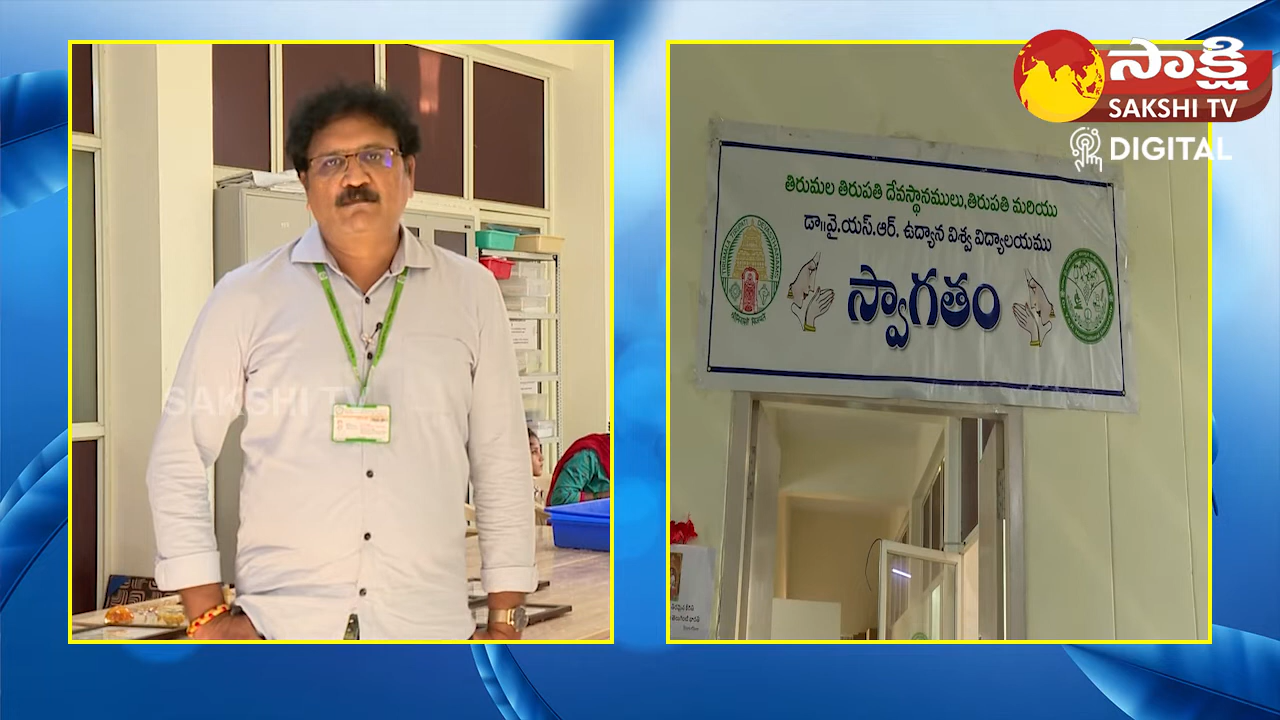 సాక్షి
SAKSHI TV
DIGITAL
తిరుమల తిరుపతి దేవస్థానములు,తిరుపతి మరియు
డా||వై.యస్.ఆర్. ఉద్యాన విశ్వ విద్యాలయము
స్వాగతం
SAKSHI TV